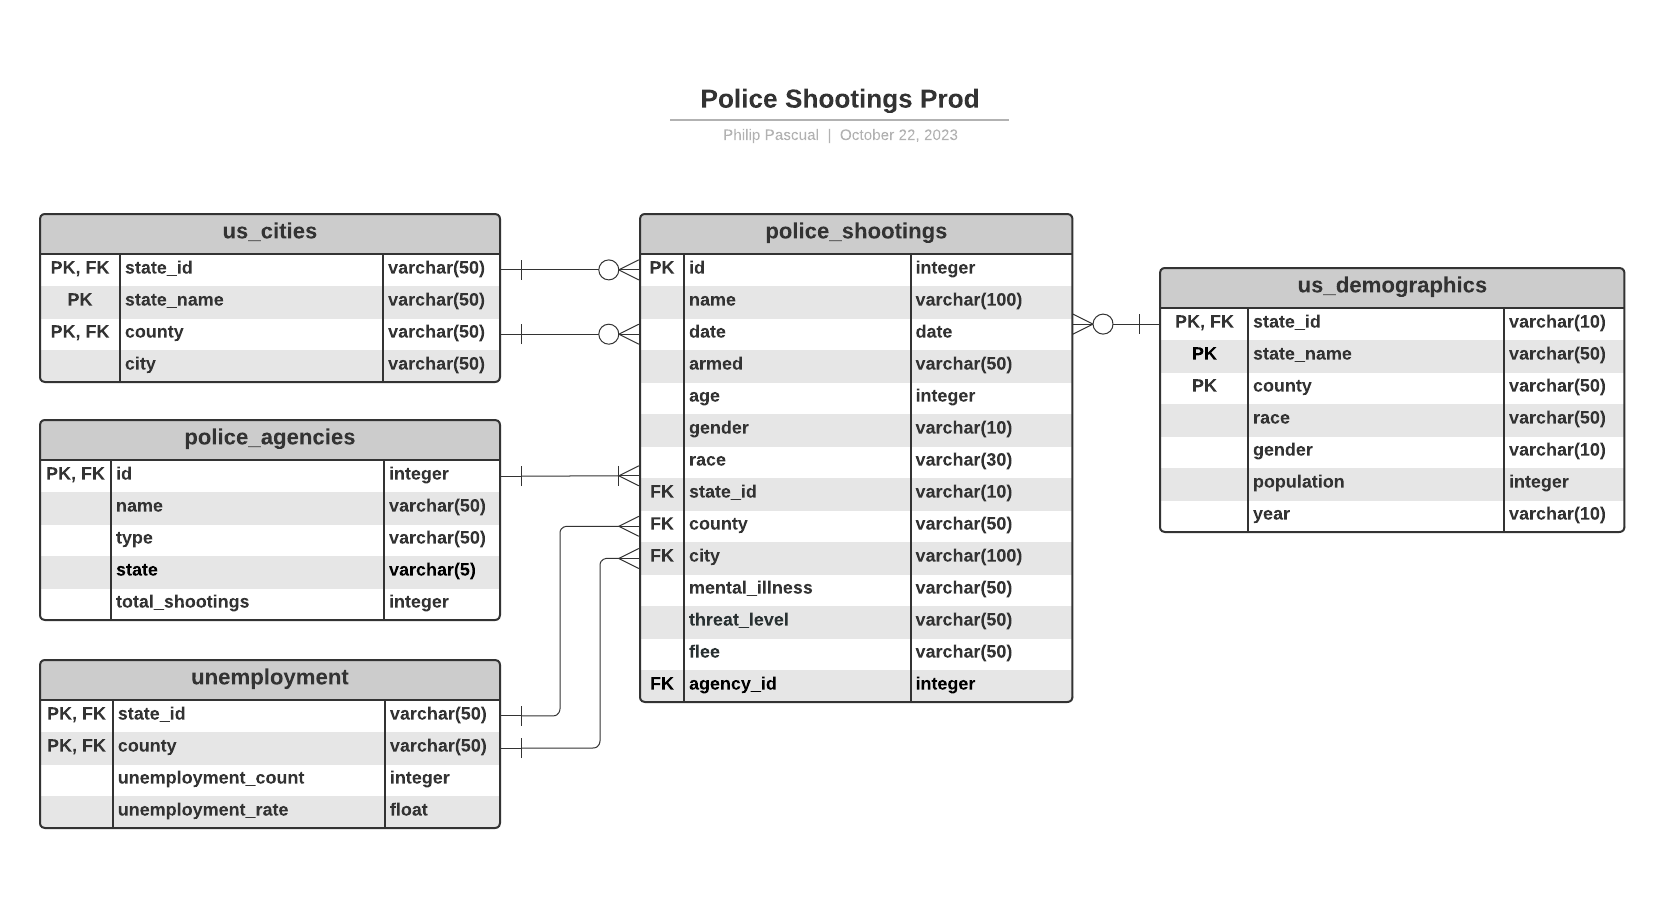 Police Shootings Prod
Philip Pascual | October 22, 2023
us_cities
PK, FK state_id varchar(50)
PK state_name varchar(50)
PK, FK county varchar(50)
city varchar(50)
police_agencies
PK, FK id integer
name varchar(50)
type varchar(50)
state varchar(5)
total_shootings integer
unemployment
PK, FK state_id varchar(50)
PK, FK county varchar(50)
unemployment_count integer
unemployment_rate float
police_shootings
PK id integer
name varchar(100)
date date
armed varchar(50)
age integer
gender varchar(10)
race varchar(30)
FK state_id varchar(10)
FK county varchar(50)
FK city varchar(100)
mental_illness varchar(50)
threat_level varchar(50)
flee varchar(50)
FK agency_id integer
us_demographics
PK, FK state_id varchar(10)
PK state_name varchar(50)
PK county varchar(50)
race varchar(50)
gender varchar(10)
population integer
year varchar(10)